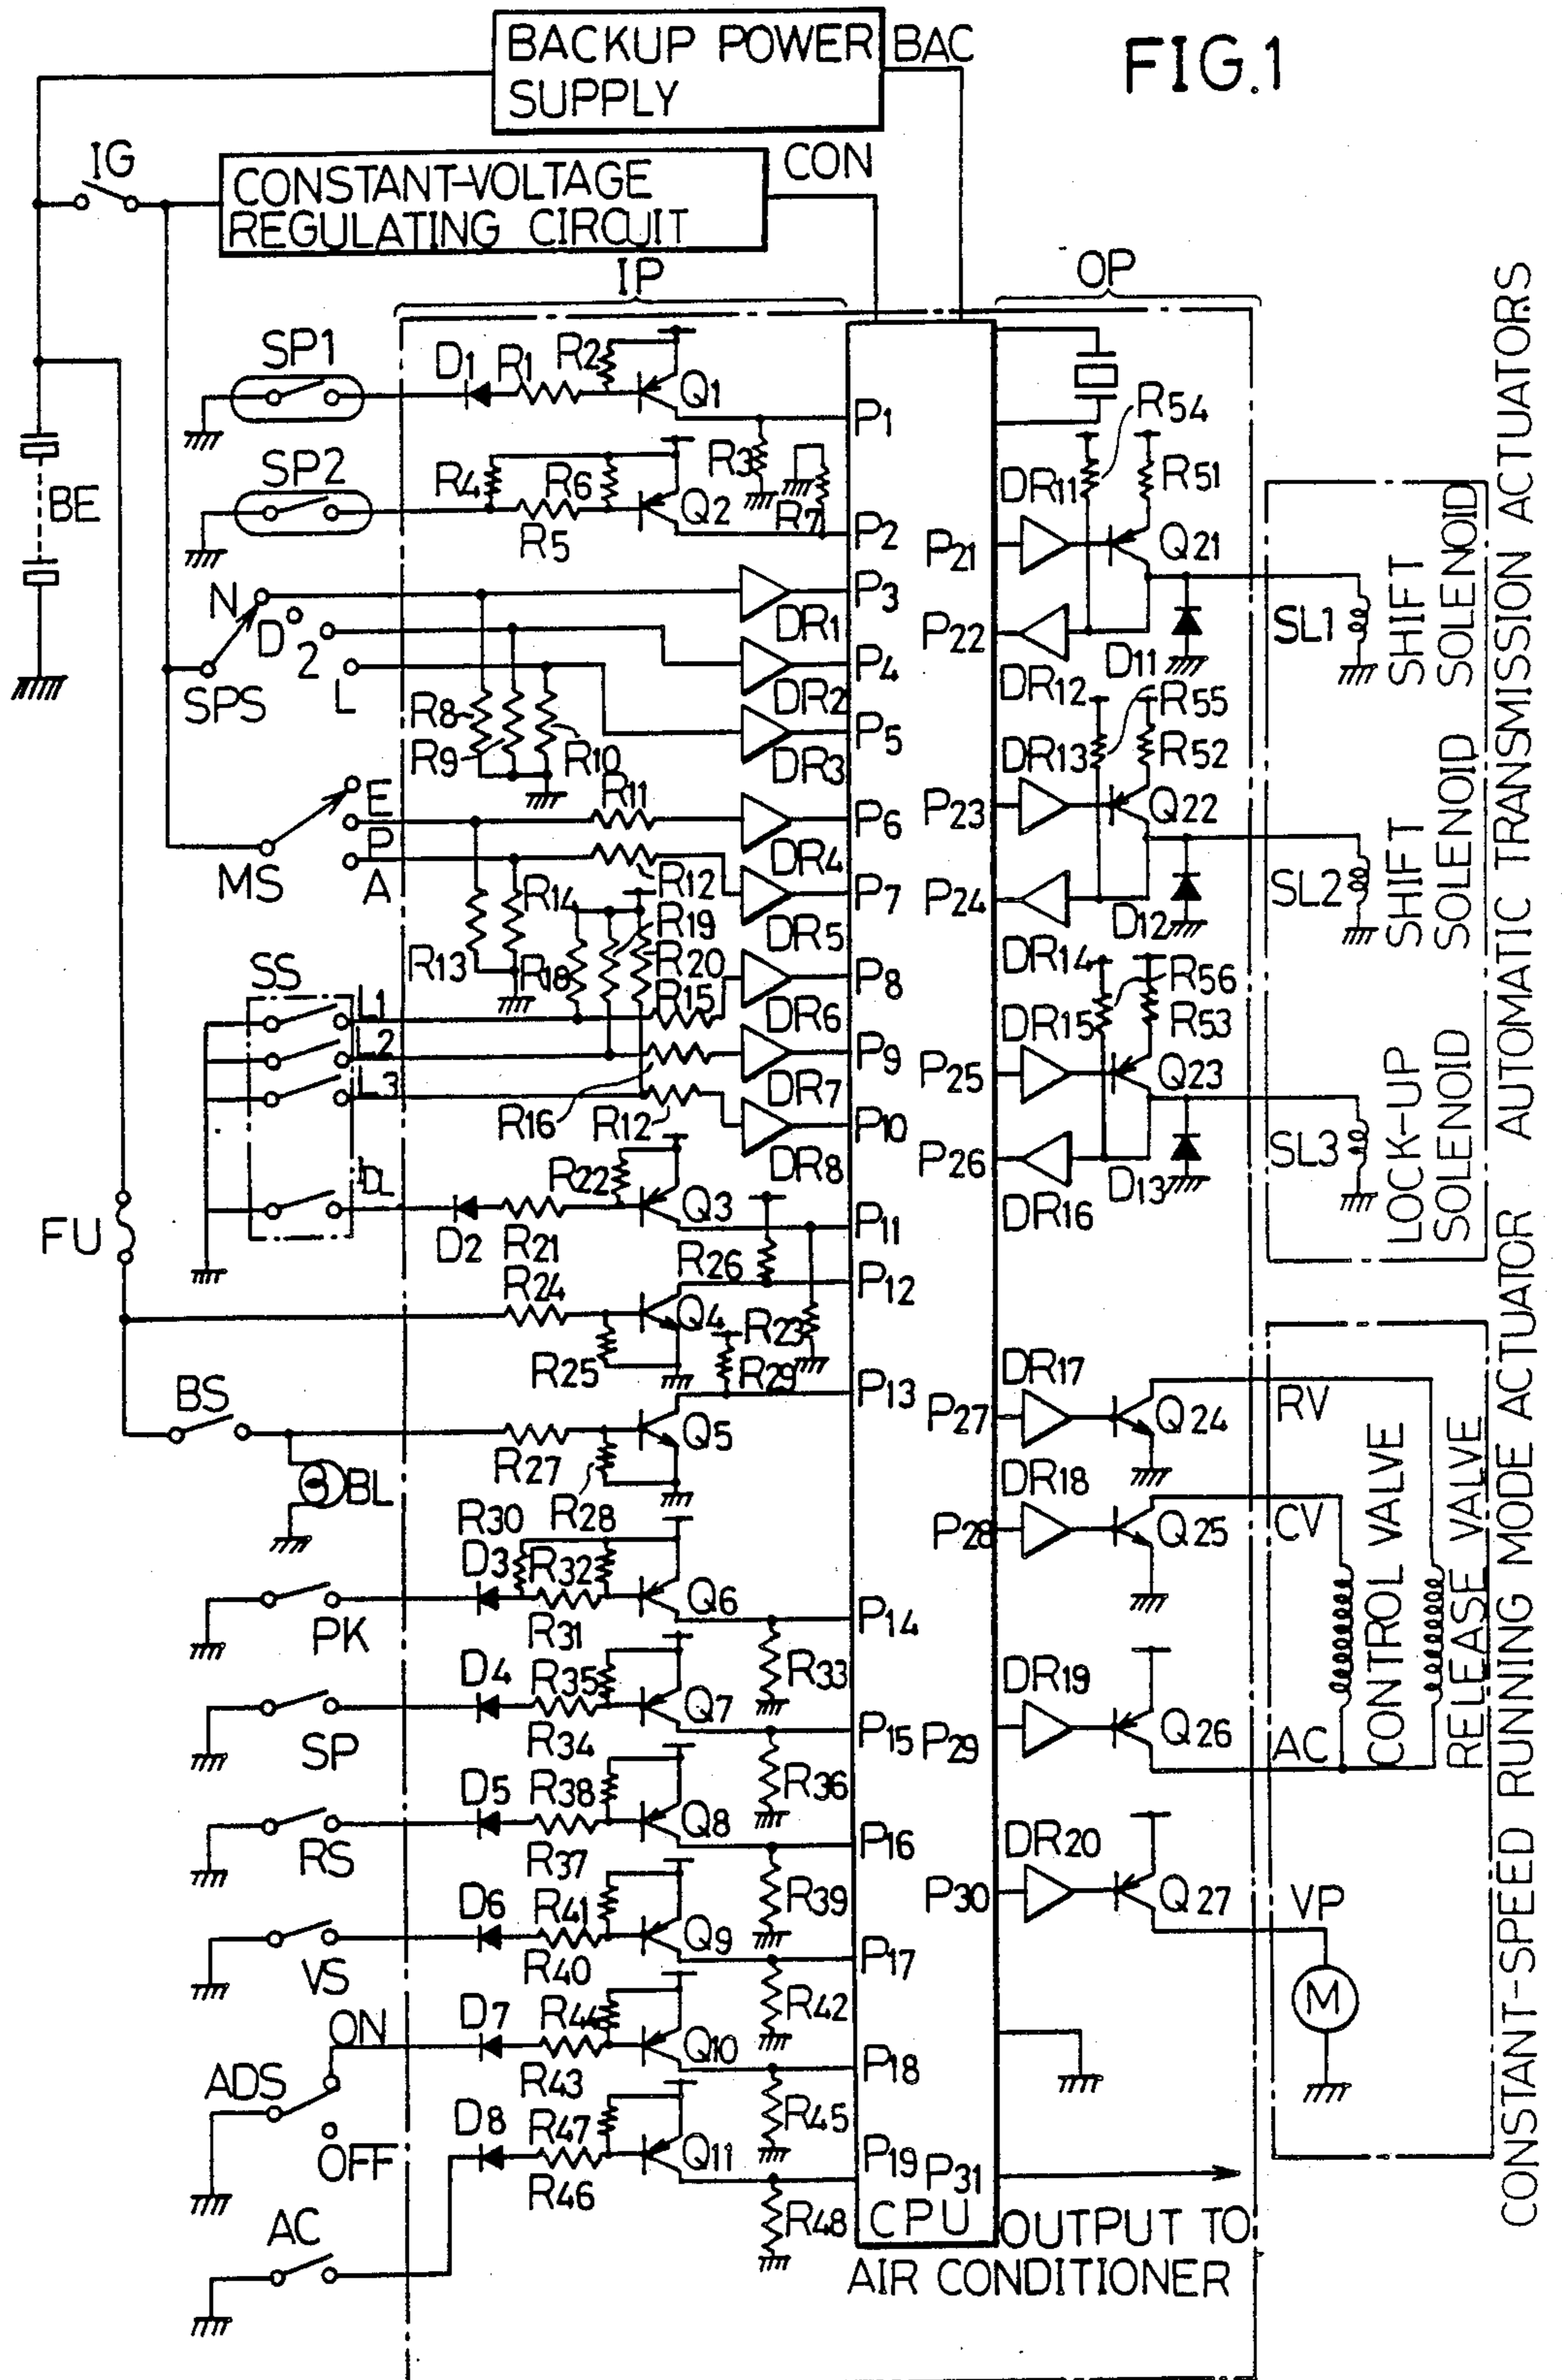 FIG.1
BACKUP POWER
SUPPLY
BAC
IG
CONSTANT-VOLTAGE
REGULATING CIRCUIT
CON
IP
OP
SP1
D1
R1
R2
Q1
P1
R3
SP2
R4
R5
R6
Q2
R7
P2
BE
N
D
2
L
SPS
R8
R9
R10
DR1
DR2
DR3
P3
P4
P5
MS
E
P
A
R11
R12
R13
R14
DR4
DR5
P6
P7
SS
L1
L2
L3
DL
R18
R19
R20
R15
R16
R12
DR6
DR7
DR8
P8
P9
P10
D2
R21
R22
Q3
P11
FU
R24
R25
R26
Q4
R23
P12
BS
BL
R27
R28
R29
Q5
P13
PK
D3
R30
R31
R32
Q6
R33
P14
SP
D4
R34
R35
Q7
R36
P15
RS
D5
R37
R38
Q8
R39
P16
VS
D6
R40
R41
Q9
R42
P17
ADS
ON
OFF
D7
R43
R44
Q10
R45
P18
AC
D8
R46
R47
Q11
R48
P19
CPU
R54
R51
DR11
Q21
P21
P22
DR12
D11
SL1
SHIFT
SOLENOID
R55
R52
DR13
Q22
P23
P24
DR14
D12
SL2
SHIFT
SOLENOID
R56
R53
DR15
Q23
P25
P26
DR16
D13
SL3
LOCK-UP
SOLENOID
AUTOMATIC TRANSMISSION ACTUATORS
DR17
P27
Q24
RV
DR18
P28
Q25
CV
DR19
P29
Q26
AC
CONTROL VALVE
RELEASE VALVE
DR20
P30
Q27
VP
M
CONSTANT-SPEED RUNNING MODE ACTUATOR
P31
OUTPUT TO
AIR CONDITIONER